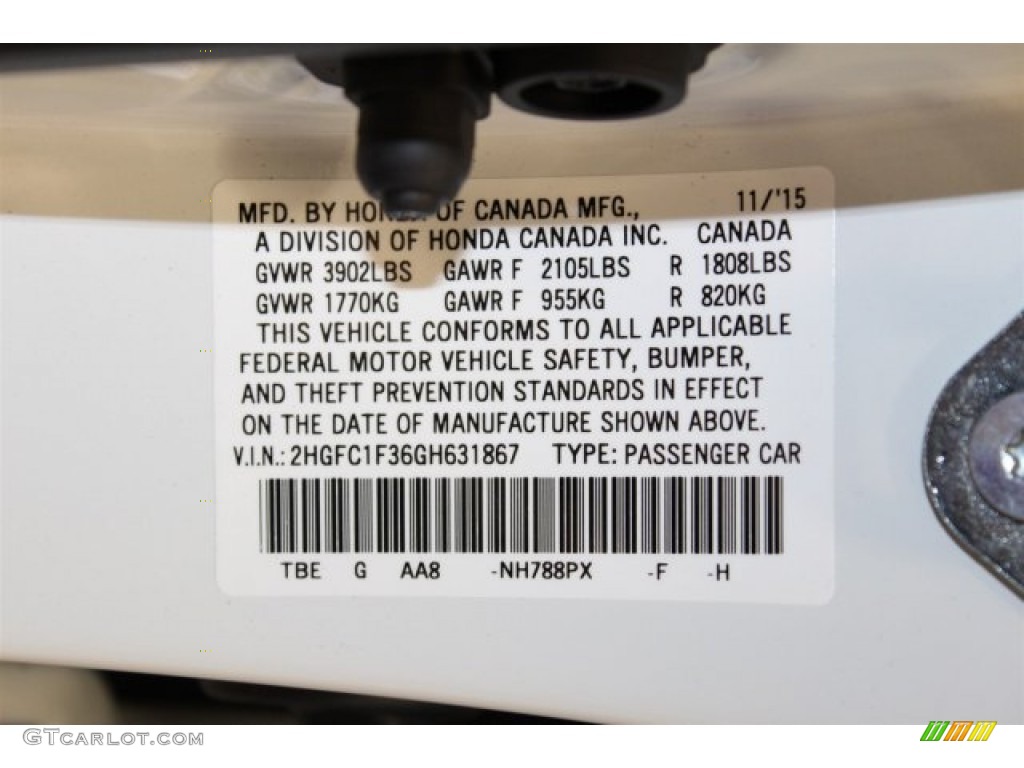 MFD. BY HONDA OF CANADA MFG., 11/'15
A DIVISION OF HONDA CANADA INC. CANADA
GVWR 3902LBS GAWR F 2105LBS R 1808LBS
GVWR 1770KG GAWR F 955KG R 820KG
THIS VEHICLE CONFORMS TO ALL APPLICABLE
FEDERAL MOTOR VEHICLE SAFETY, BUMPER,
AND THEFT PREVENTION STANDARDS IN EFFECT
ON THE DATE OF MANUFACTURE SHOWN ABOVE.
V.I.N.: 2HGFC1F36GH631867 TYPE: PASSENGER CAR
TBE G AA8 -NH788PX -F -H
GTCARLOT.COM